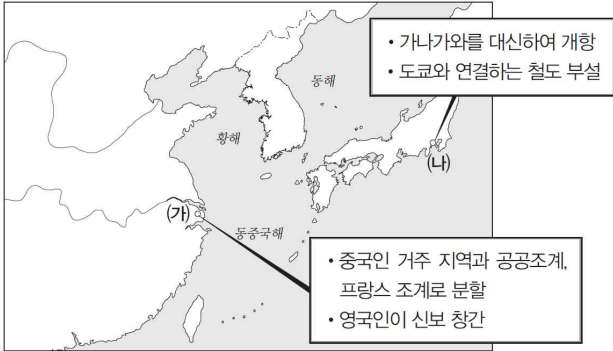 • 가나가와를 대신하여 개항
• 도쿄와 연결하는 철도 부설
동해
황해
(나)
(가)
동중국해
• 중국인 거주 지역과 공공조계,
프랑스 조계로 분할
• 영국인이 신보 창간